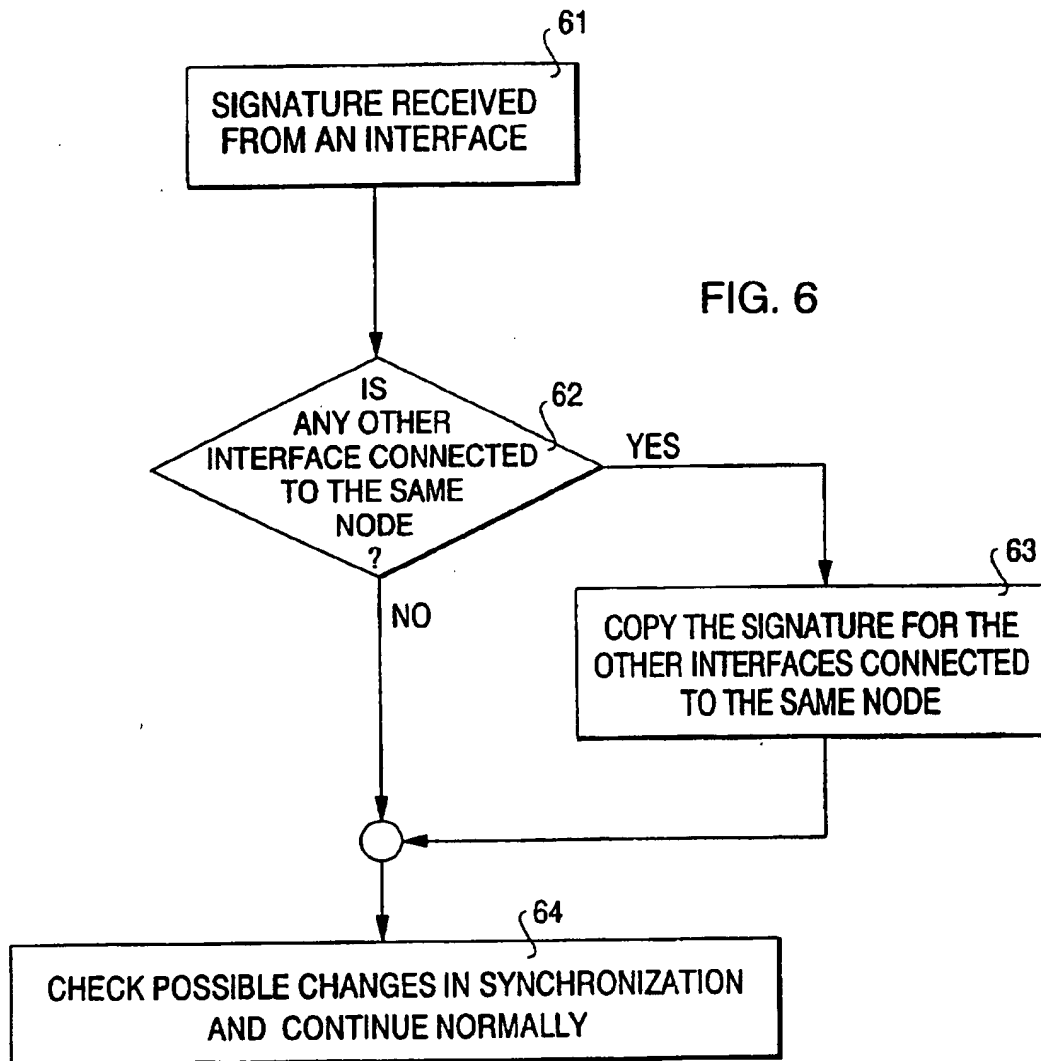 61
SIGNATURE RECEIVED
FROM AN INTERFACE
FIG. 6
IS
ANY OTHER
INTERFACE CONNECTED
TO THE SAME
NODE
?
62
YES
NO
63
COPY THE SIGNATURE FOR THE
OTHER INTERFACES CONNECTED
TO THE SAME NODE
64
CHECK POSSIBLE CHANGES IN SYNCHRONIZATION
AND CONTINUE NORMALLY